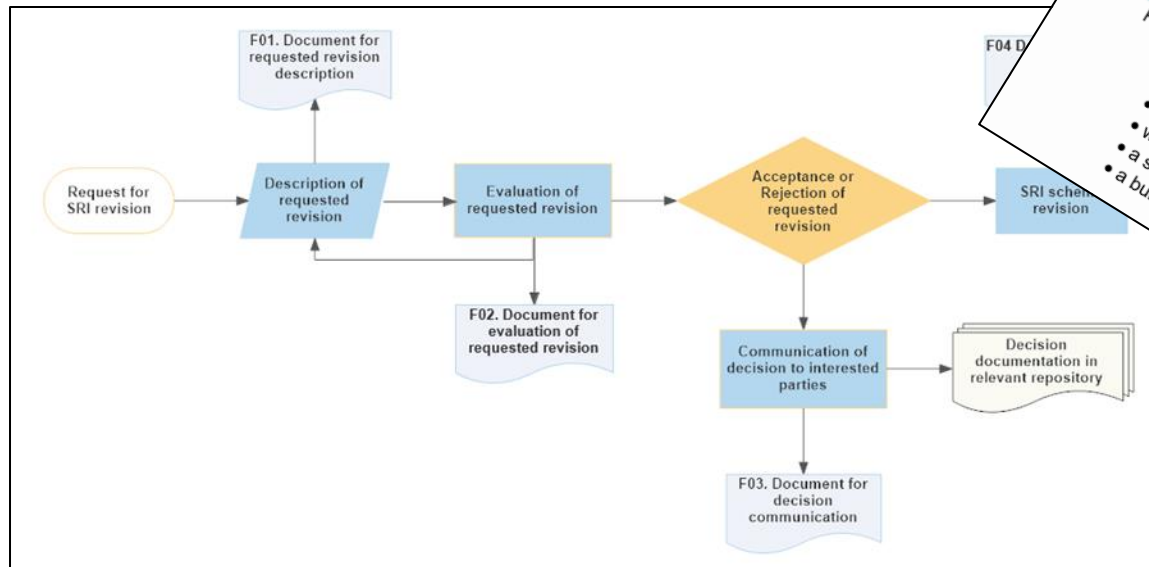 F01. Document for
requested revision
description
F04
Request for
SRI revision
Description of
requested
revision
Evaluation of
requested revision
Acceptance or
Rejection of
requested
revision
SRI
revision
F02. Document for
evaluation of
requested revision
Communication of
decision to interested
parties
Decision
documentation in
relevant repository
F03. Document for
decision
communication
• a
• a